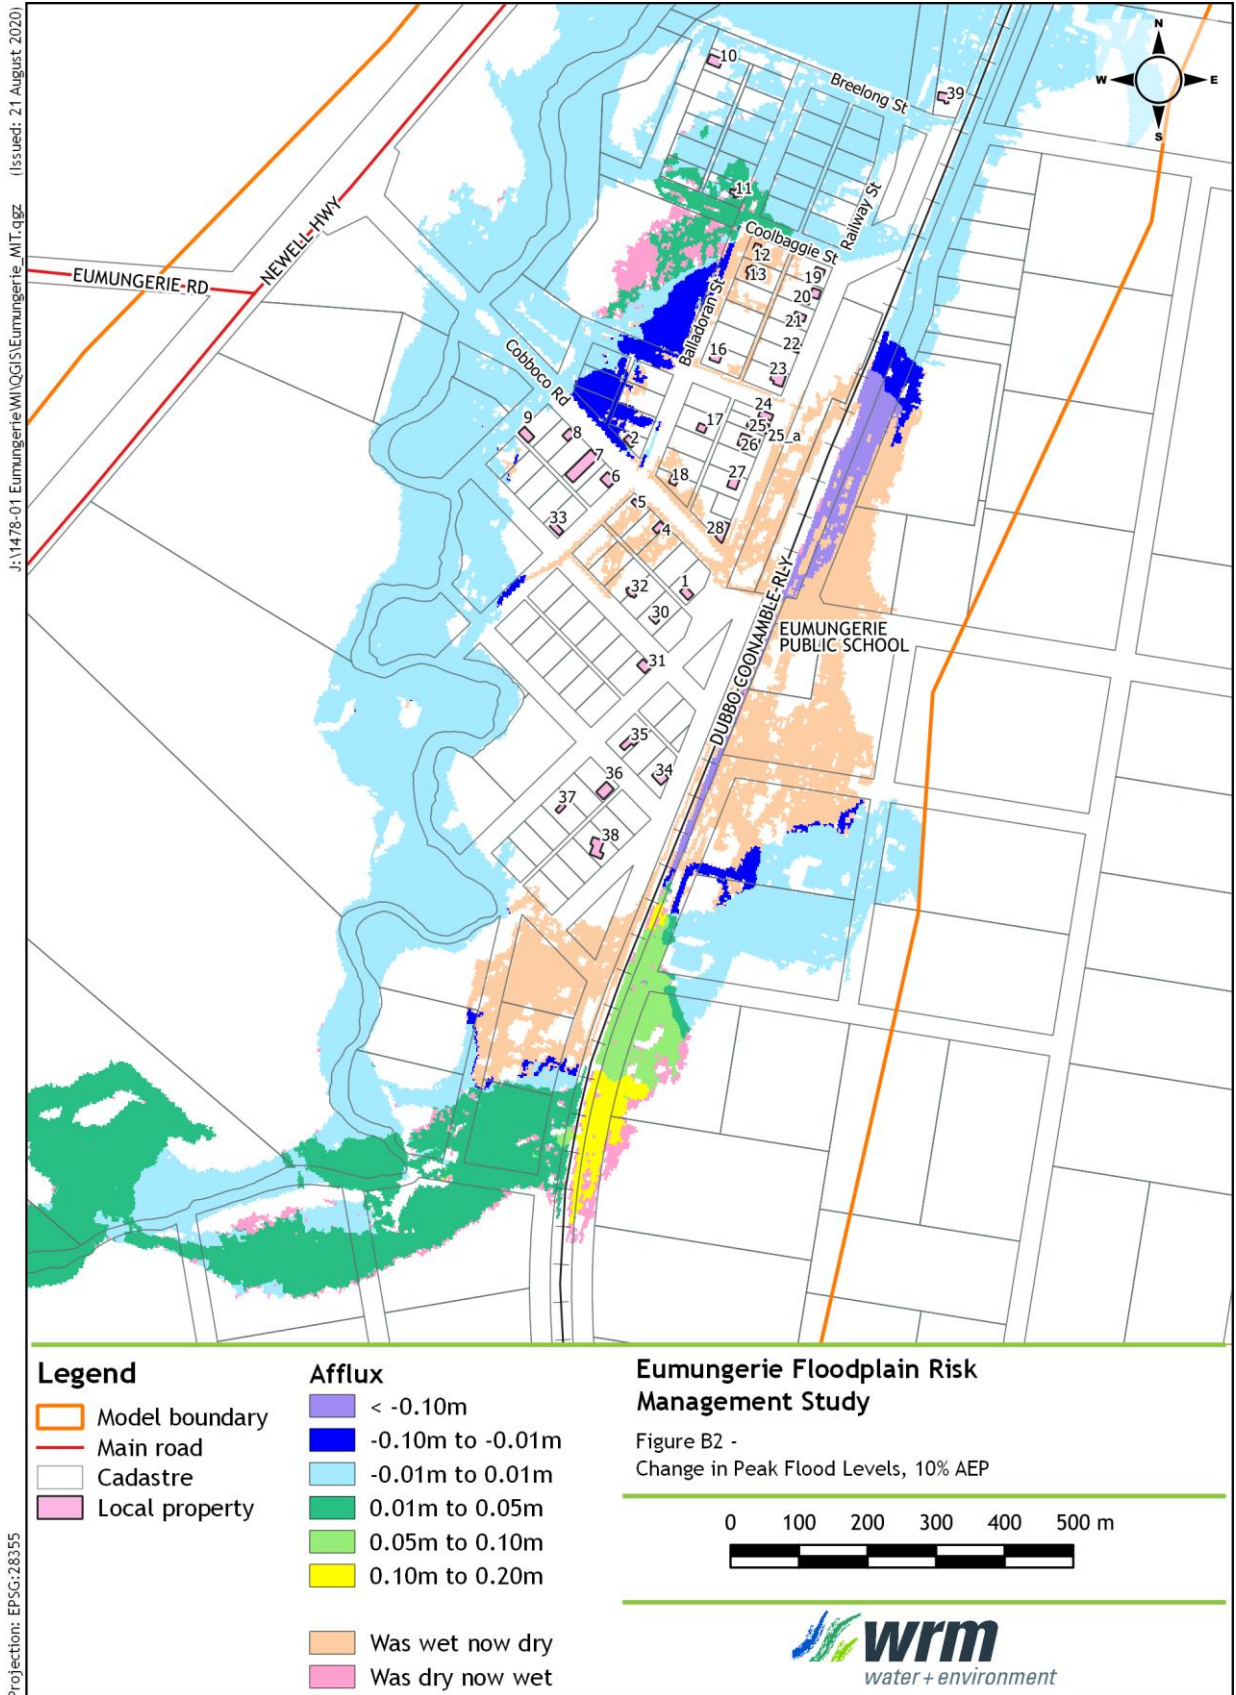 J:\1478-01 Eumungerie\WMI\QGIS\Eumungerie_MIT.qgz (Issued: 21 August 2020)
Projection: EPSG:28355
N
W
E
S
10
Breelong St
39
11
Railway St
Coolbaggie St
12
13
19
20
21
22
Balladoran St
16
23
NEWELL HWY
EUMUNGERIE RD
Cobboco Rd
9
8
2
7
6
17
24
25
25_a
26
27
18
28
5
4
33
32
1
30
31
DUBBO-COONAMBLE-RLY
EUMUNGERIE
PUBLIC SCHOOL
35
34
36
37
38
Legend
Model boundary
Main road
Cadastre
Local property
Afflux
< -0.10m
-0.10m to -0.01m
-0.01m to 0.01m
0.01m to 0.05m
0.05m to 0.10m
0.10m to 0.20m
Was wet now dry
Was dry now wet
Eumungerie Floodplain Risk
Management Study
Figure B2 -
Change in Peak Flood Levels, 10% AEP
0 100 200 300 400 500 m
wrm
water + environment